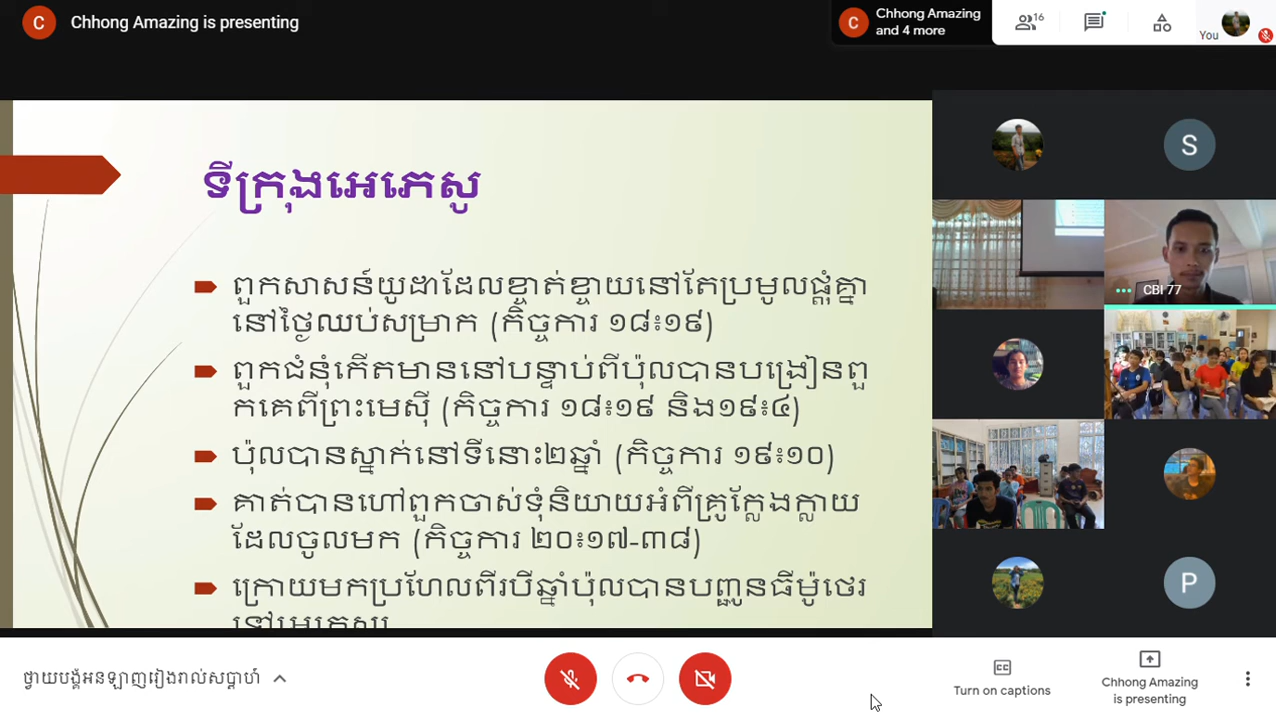 C Chhong Amazing is presenting
C Chhong Amazing and 4 more
16
You
ទីក្រុងអេភេសូ
ពួកសាសន៍យូដាដែលខ្ចាត់ខ្ចាយនៅតែប្រមូលផ្តុំគ្នា
នៅថ្ងៃឈប់សម្រាក (កិច្ចការ ១៨៖១៩)
ពួកជំនុំកើតមាននៅបន្ទាប់ពីប៉ុលបានបង្រៀនពួ
កគេពីព្រះមេស៊ី (កិច្ចការ ១៨៖១៩ និង១៩៖៤)
ប៉ុលបានស្នាក់នៅទីនោះ២ឆ្នាំ (កិច្ចការ ១៩៖១០)
គាត់បានហៅពួកចាស់ទុំនិយាយអំពីគ្រូក្លែងក្លាយ
ដែលចូលមក (កិច្ចការ ២០៖១៧-៣៨)
ក្រោយមកប្រហែលពីរបីឆ្នាំប៉ុលបានបញ្ជូនធីម៉ូថេរ
ទៅអេភេសូរ
S
CBI 77
P
ថ្វាយបង្គំអនឡាញរៀងរាល់សប្តាហ៍
Turn on captions
Chhong Amazing
is presenting